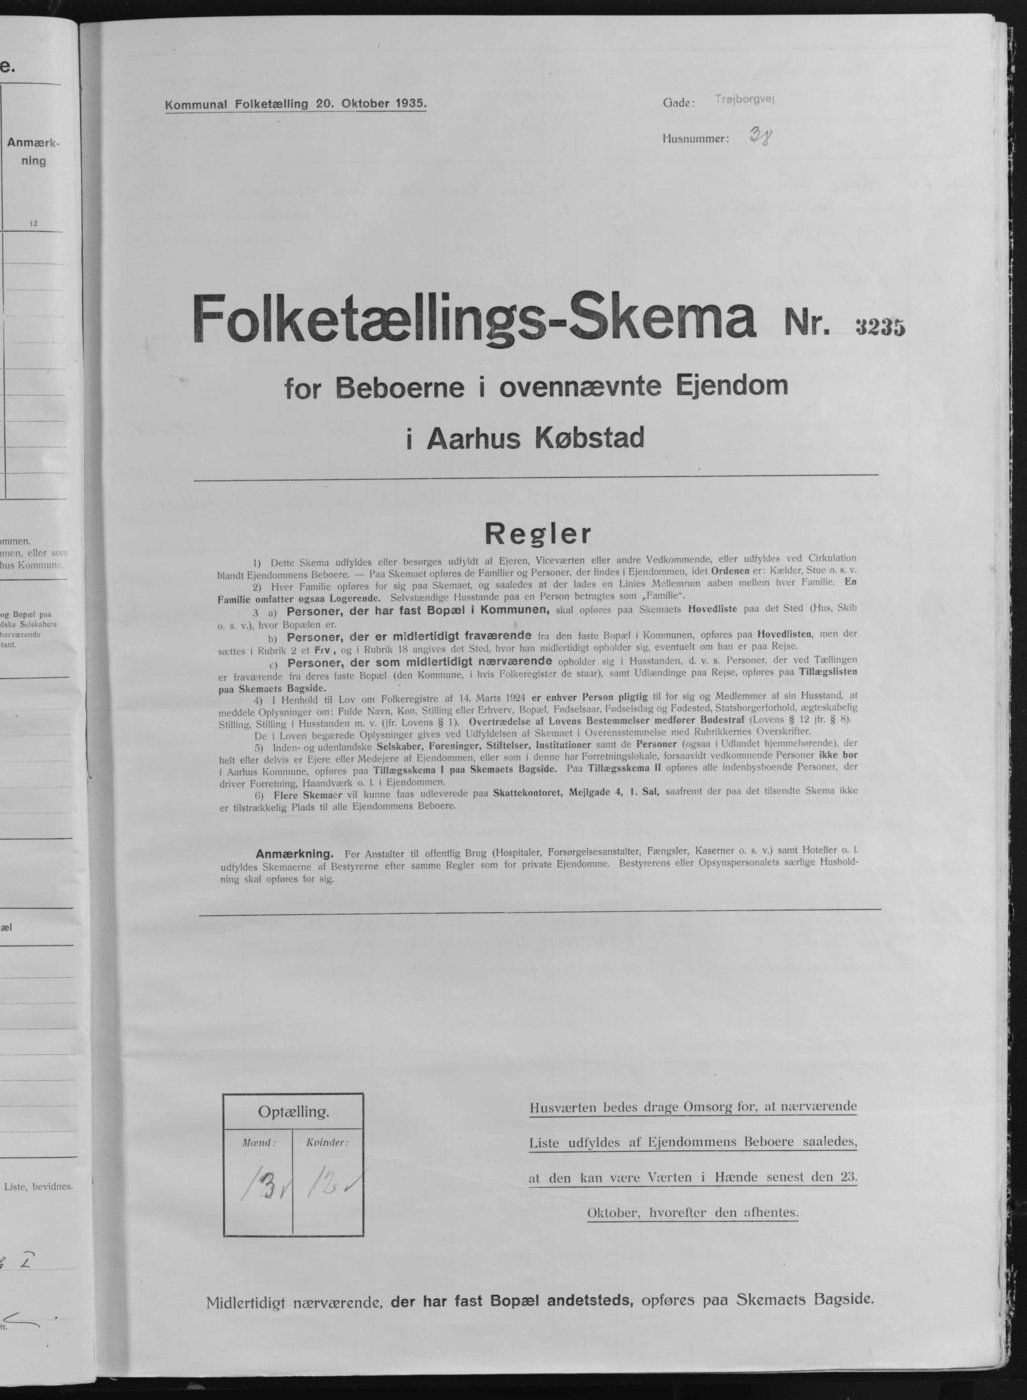 e.
Anmærk-
ning
12
ommen.
mmen, eller som
hus Kommune.
og Bopæl paa
dske Selskabers
herværende
tant.
æl
Liste, bevidnes.
I
ft.
Kommunal Folketælling 20. Oktober 1935.
Gade: Trøjborgvej
Husnummer: 38
Folketællings-Skema Nr. 3235
for Beboerne i ovennævnte Ejendom
i Aarhus Købstad
Regler
1) Dette Skema udfyldes eller besørges udfyldt af Ejeren, Viceværten eller andre Vedkommende, eller udfyldes ved Cirkulation
blandt Ejendommens Beboere. — Paa Skemaet opføres de Familier og Personer, der findes i Ejendommen, idet Ordenen er: Kælder, Stue o. s. v.
2) Hver Familie opføres for sig paa Skemaet, og saaledes at der lades en Linies Mellemrum aaben mellem hver Familie. En
Familie omfatter ogsaa Logerende. Selvstændige Husstande paa en Person betragtes som „Familie“.
3 a) Personer, der har fast Bopæl i Kommunen, skal opføres paa Skemaets Hovedliste paa det Sted (Hus, Skib
o. s. v.), hvor Bopælen er.
b) Personer, der er midlertidigt fraværende fra den faste Bopæl i Kommunen, opføres paa Hovedlisten, men der
sættes i Rubrik 2 et Frv., og i Rubrik 18 angives det Sted, hvor han midlertidigt opholder sig, eventuelt om han er paa Rejse.
c) Personer, der som midlertidigt nærværende opholder sig i Husstanden, d. v. s. Personer, der ved Tællingen
er fraværende fra deres faste Bopæl (den Kommune, i hvis Folkeregister de staar), samt Udlændinge paa Rejse, opføres paa Tillægslisten
paa Skemaets Bagside.
4) I Henhold til Lov om Folkeregistre af 14. Marts 1924 er enhver Person pligtig til for sig og Medlemmer af sin Husstand, at
meddele Oplysninger om: Fulde Navn, Køn, Stilling eller Erhverv, Bopæl, Fødselsaar, Fødselsdag og Fødested, Statsborgerforhold, ægteskabelig
Stilling, Stilling i Husstanden m. v. (jfr. Lovens § 1). Overtrædelse af Lovens Bestemmelser medfører Bødestraf (Lovens § 12 jfr. § 8).
De i Loven begærede Oplysninger gives ved Udfyldelsen af Skemaet i Overensstemmelse med Rubrikkernes Overskrifter.
5) Inden- og udenlandske Selskaber, Foreninger, Stiftelser, Institutioner samt de Personer (ogsaa i Udlandet hjemmehørende), der
helt eller delvis er Ejere eller Medejere af Ejendommen, eller som i denne har Forretningslokale, forsaavidt vedkommende Personer ikke bor
i Aarhus Kommune, opføres paa Tillægsskema I paa Skemaets Bagside. Paa Tillægsskema II opføres alle indenbysboende Personer, der
driver Forretning, Haandværk o. l. i Ejendommen.
6) Flere Skemaer vil kunne faas udleverede paa Skattekontoret, Mejlgade 4, 1. Sal, saafremt der paa det tilsendte Skema ikke
er tilstrækkelig Plads til alle Ejendommens Beboere.
Anmærkning. For Anstalter til offentlig Brug (Hospitaler, Forsørgelsesanstalter, Fængsler, Kaserner o. s. v.) samt Hoteller o. l.
udfyldes Skemaerne af Bestyrerne efter samme Regler som for private Ejendomme. Bestyrerens eller Opsynspersonalets særlige Hushold-
ning skal opføres for sig.
Optælling.
Mænd: Kvinder:
13 ✓ 12 ✓
Husværten bedes drage Omsorg for, at nærværende
Liste udfyldes af Ejendommens Beboere saaledes,
at den kan være Værten i Hænde senest den 23.
Oktober, hvorefter den afhentes.
Midlertidigt nærværende, der har fast Bopæl andetsteds, opføres paa Skemaets Bagside.